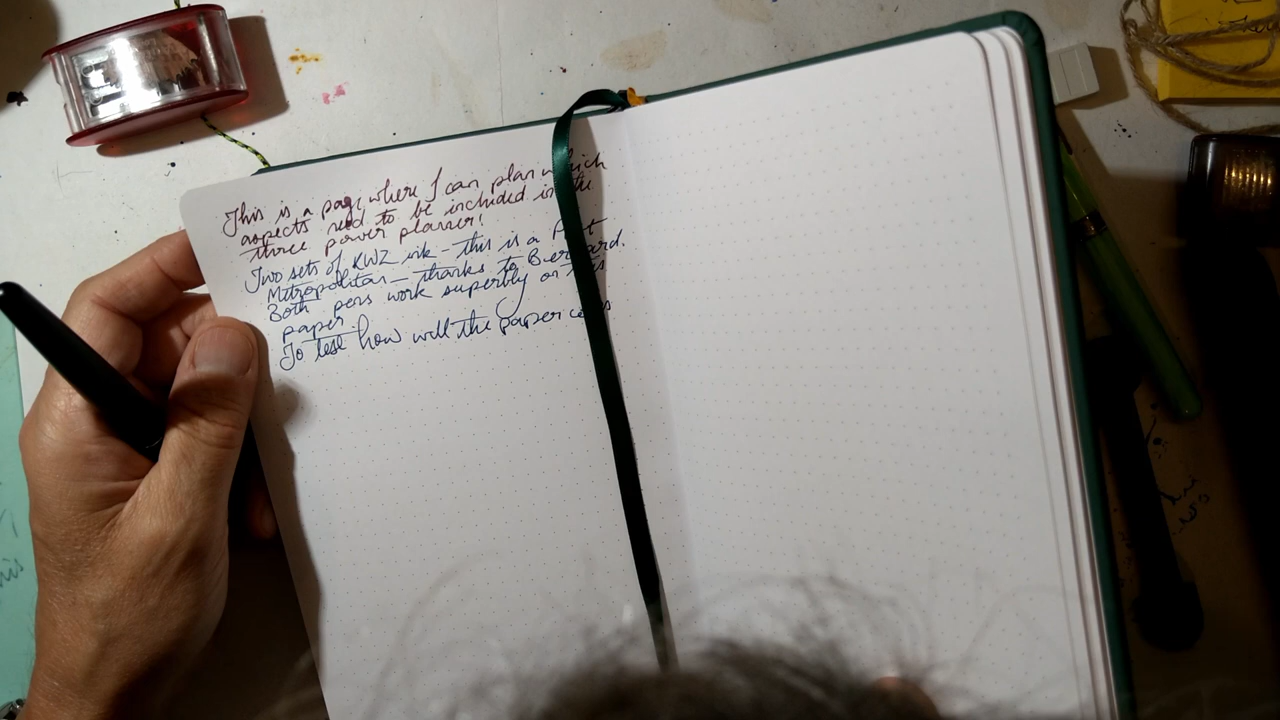 This is a page where I can plan which
aspects need to be included in the
three power planner!
Two sets of KWZ ink - this is a
Metropolitan - thanks to Bernard.
Both pens work superbly on this
paper.
To test how well the paper